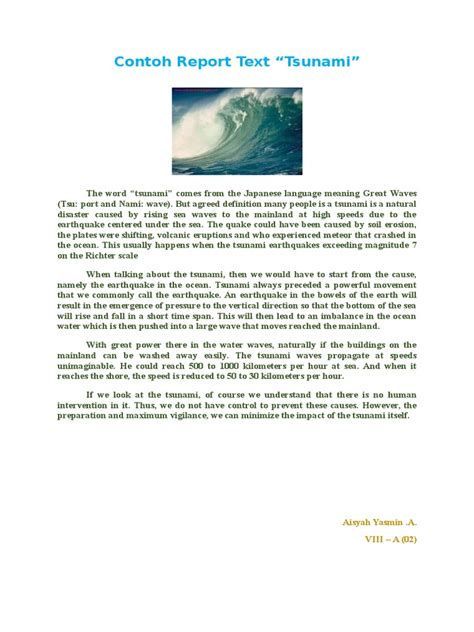 Contoh Report Text “Tsunami”
The word “tsunami” comes from the Japanese language meaning Great Waves
(Tsu: port and Nami: wave). But agreed definition many people is a tsunami is a natural
disaster caused by rising sea waves to the mainland at high speeds due to the
earthquake centered under the sea. The quake could have been caused by soil erosion,
the plates were shifting, volcanic eruptions and who experienced meteor that crashed in
the ocean. This usually happens when the tsunami earthquakes exceeding magnitude 7
on the Richter scale
When talking about the tsunami, then we would have to start from the cause,
namely the earthquake in the ocean. Tsunami always preceded a powerful movement
that we commonly call the earthquake. An earthquake in the bowels of the earth will
result in the emergence of pressure to the vertical direction so that the bottom of the sea
will rise and fall in a short time span. This will then lead to an imbalance in the ocean
water which is then pushed into a large wave that moves reached the mainland.
With great power there in the water waves, naturally if the buildings on the
mainland can be washed away easily. The tsunami waves propagate at speeds
unimaginable. He could reach 500 to 1000 kilometers per hour at sea. And when it
reaches the shore, the speed is reduced to 50 to 30 kilometers per hour.
If we look at the tsunami, of course we understand that there is no human
intervention in it. Thus, we do not have control to prevent these causes. However, the
preparation and maximum vigilance, we can minimize the impact of the tsunami itself.
Aisyah Yasmin .A.
VIII – A (02)